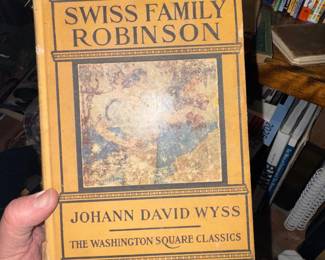 SWISS FAMILY
ROBINSON
JOHANN DAVID WYSS
THE WASHINGTON SQUARE CLASSICS